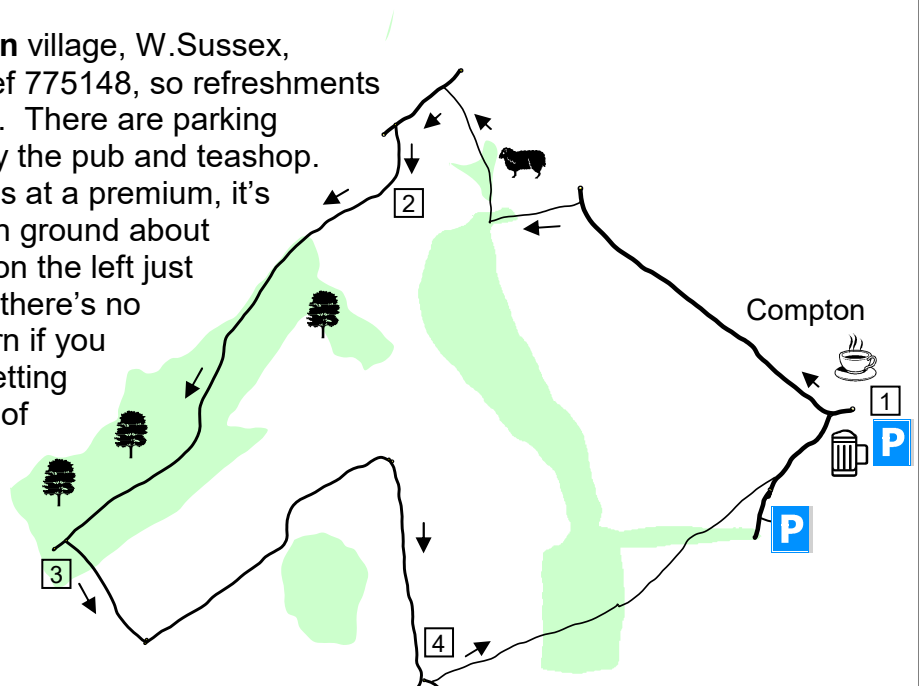 n village, W.Sussex,
ef 775148, so refreshments
. There are parking
y the pub and teashop.
s at a premium, it’s
n ground about
on the left just
there’s no
rn if you
etting
of
2
Compton
1
P
P
3
4